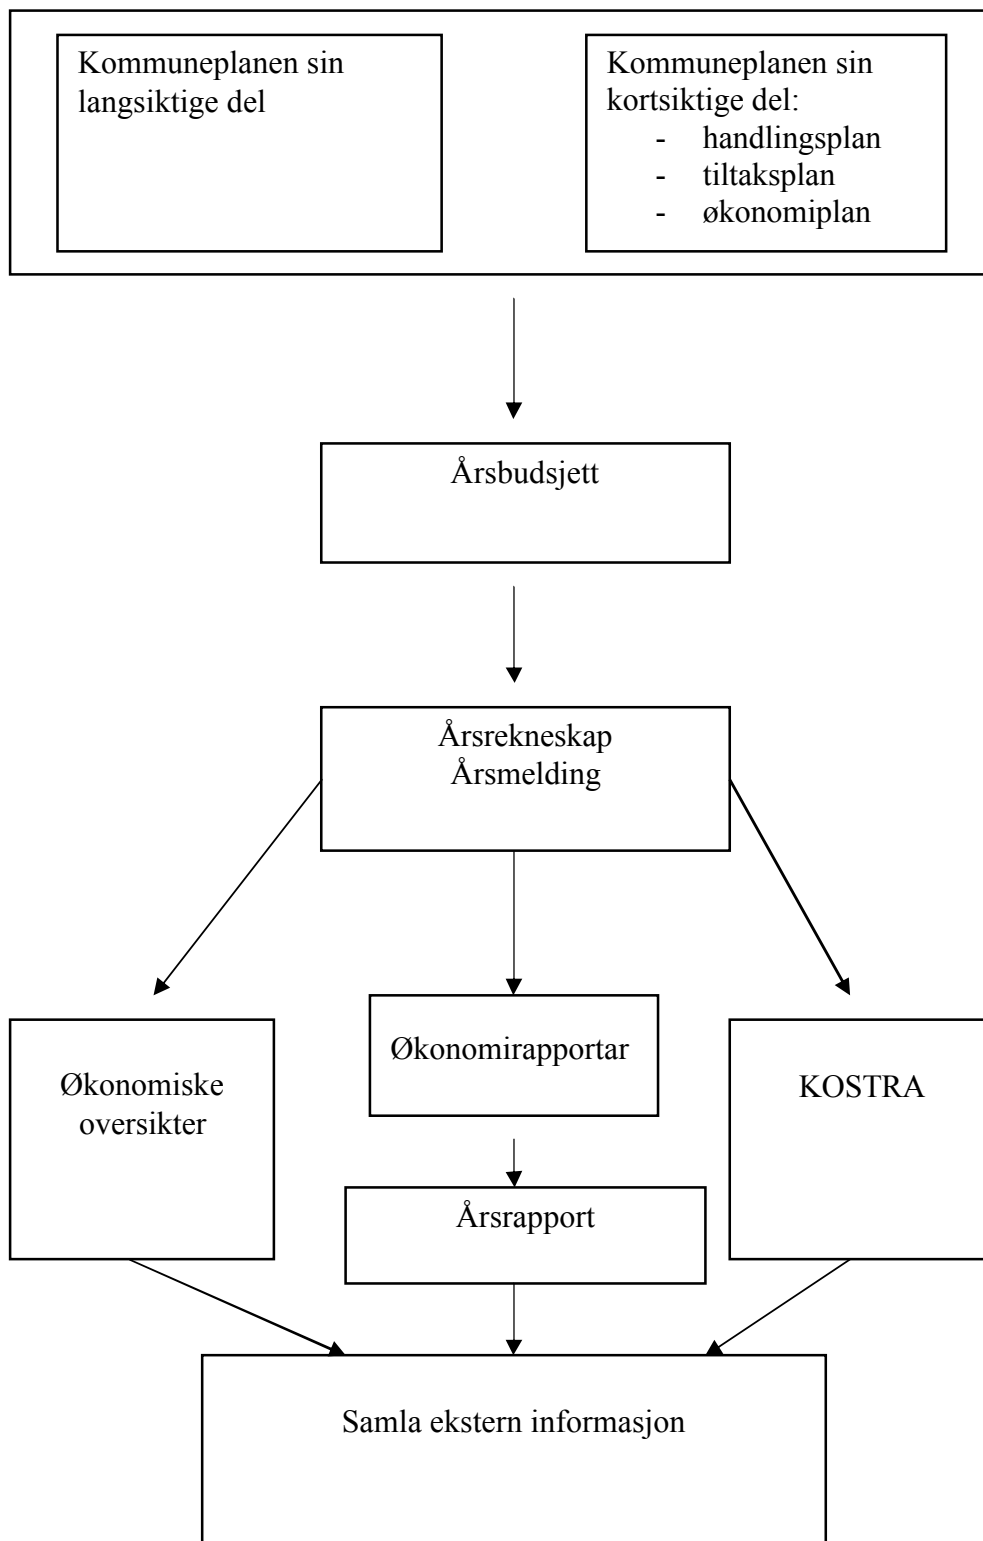 Kommuneplanen sin
langsiktige del
Kommuneplanen sin
kortsiktige del:
- handlingsplan
- tiltaksplan
- økonomiplan
Årsbudsjett
Årsrekneskap
Årsmelding
Økonomiske
oversikter
Økonomirapportar
KOSTRA
Årsrapport
Samla ekstern informasjon